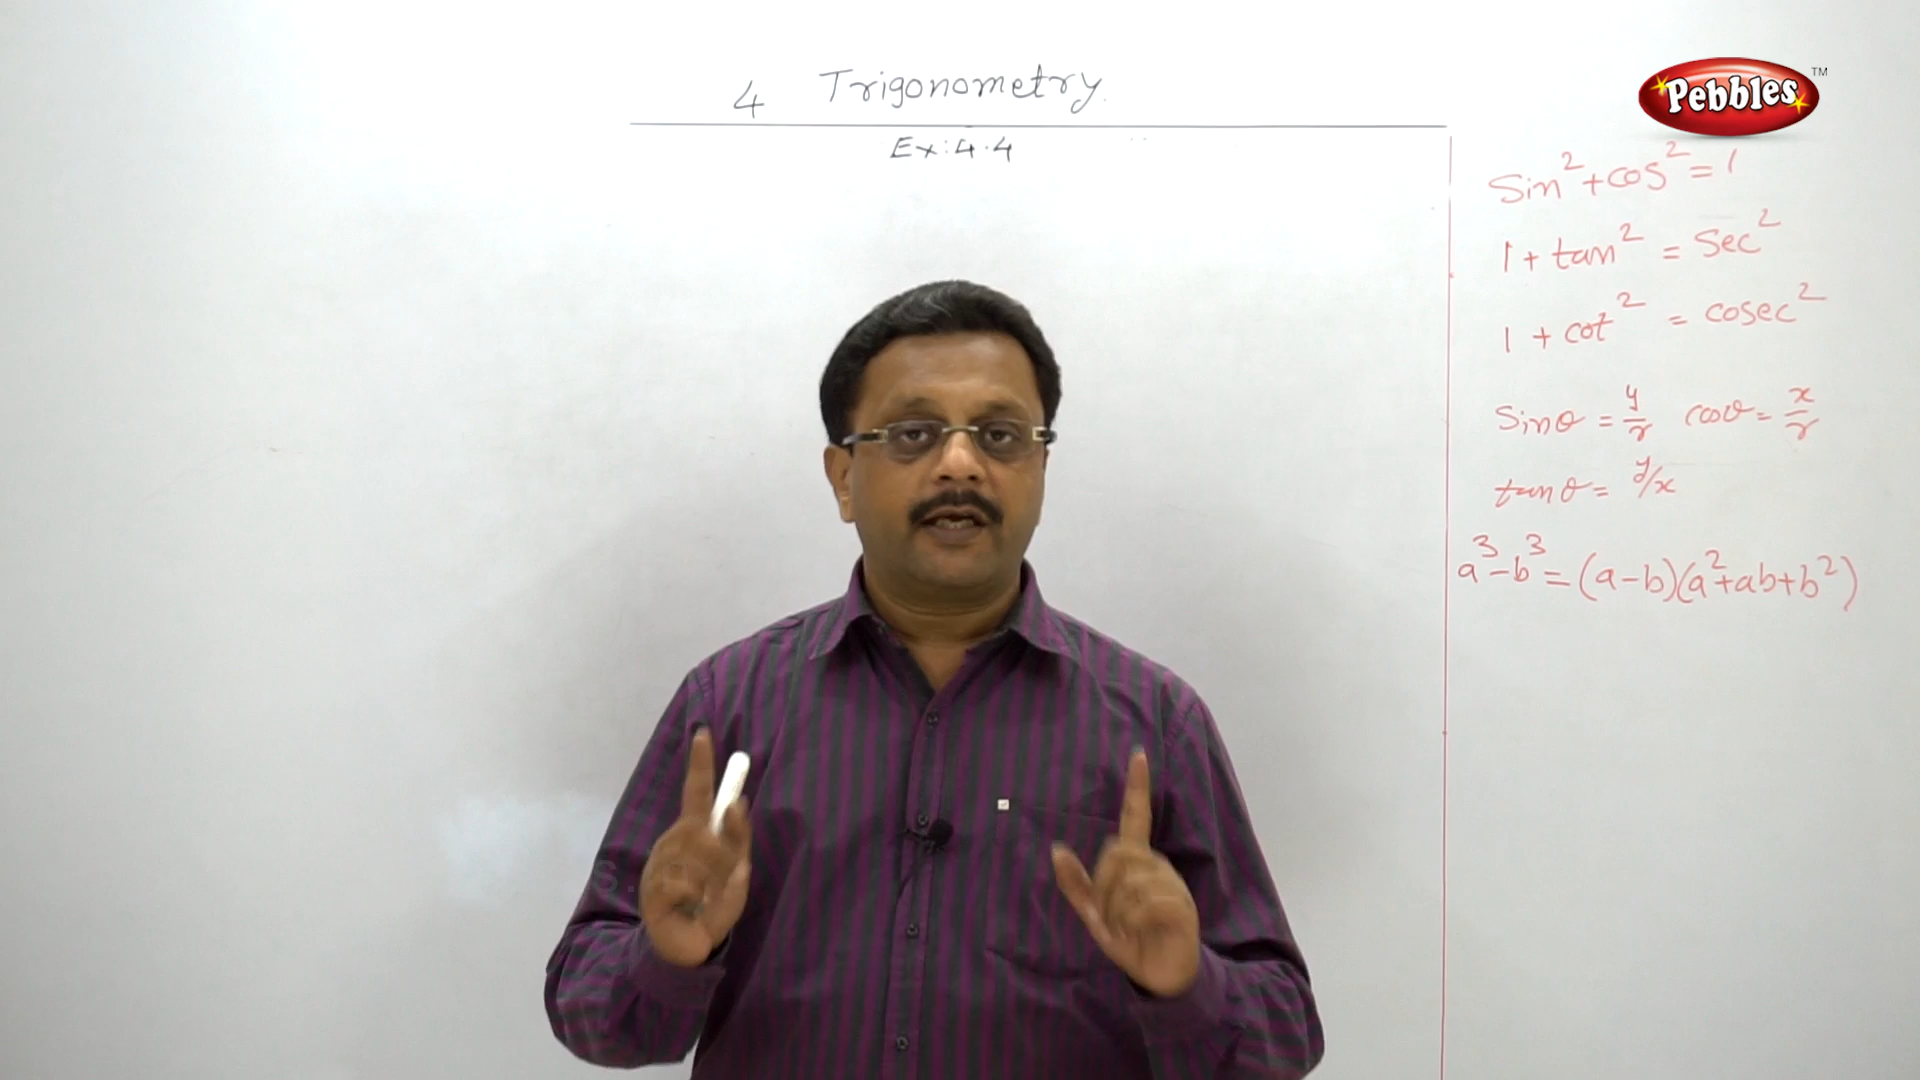 4 Trigonometry
Ex: 4.4
Pebbles TM
Sin² + cos² = 1
1 + tan² = Sec²
1 + cot² = cosec²
Sinθ = y/r cosθ = x/r
tanθ = y/x
a³-b³ = (a-b)(a²+ab+b²)